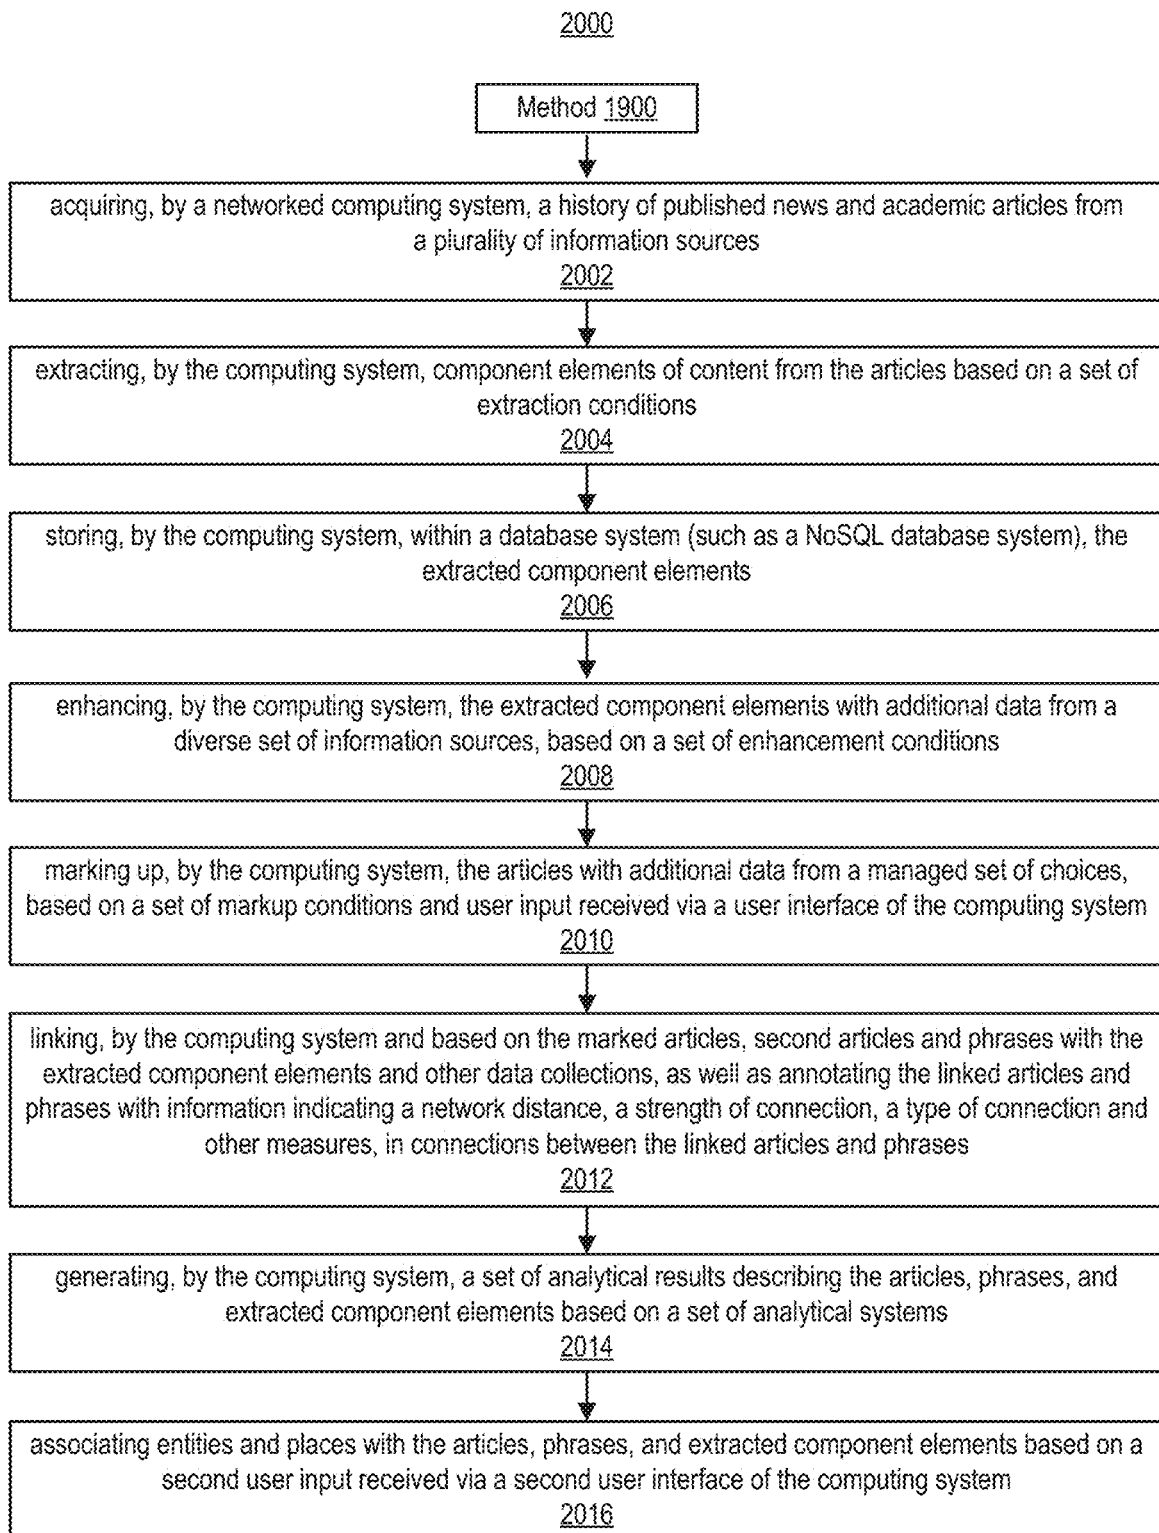 2000
Method 1900
acquiring, by a networked computing system, a history of published news and academic articles from
a plurality of information sources
2002
extracting, by the computing system, component elements of content from the articles based on a set of
extraction conditions
2004
storing, by the computing system, within a database system (such as a NoSQL database system), the
extracted component elements
2006
enhancing, by the computing system, the extracted component elements with additional data from a
diverse set of information sources, based on a set of enhancement conditions
2008
marking up, by the computing system, the articles with additional data from a managed set of choices,
based on a set of markup conditions and user input received via a user interface of the computing system
2010
linking, by the computing system and based on the marked articles, second articles and phrases with the
extracted component elements and other data collections, as well as annotating the linked articles and
phrases with information indicating a network distance, a strength of connection, a type of connection and
other measures, in connections between the linked articles and phrases
2012
generating, by the computing system, a set of analytical results describing the articles, phrases, and
extracted component elements based on a set of analytical systems
2014
associating entities and places with the articles, phrases, and extracted component elements based on a
second user input received via a second user interface of the computing system
2016